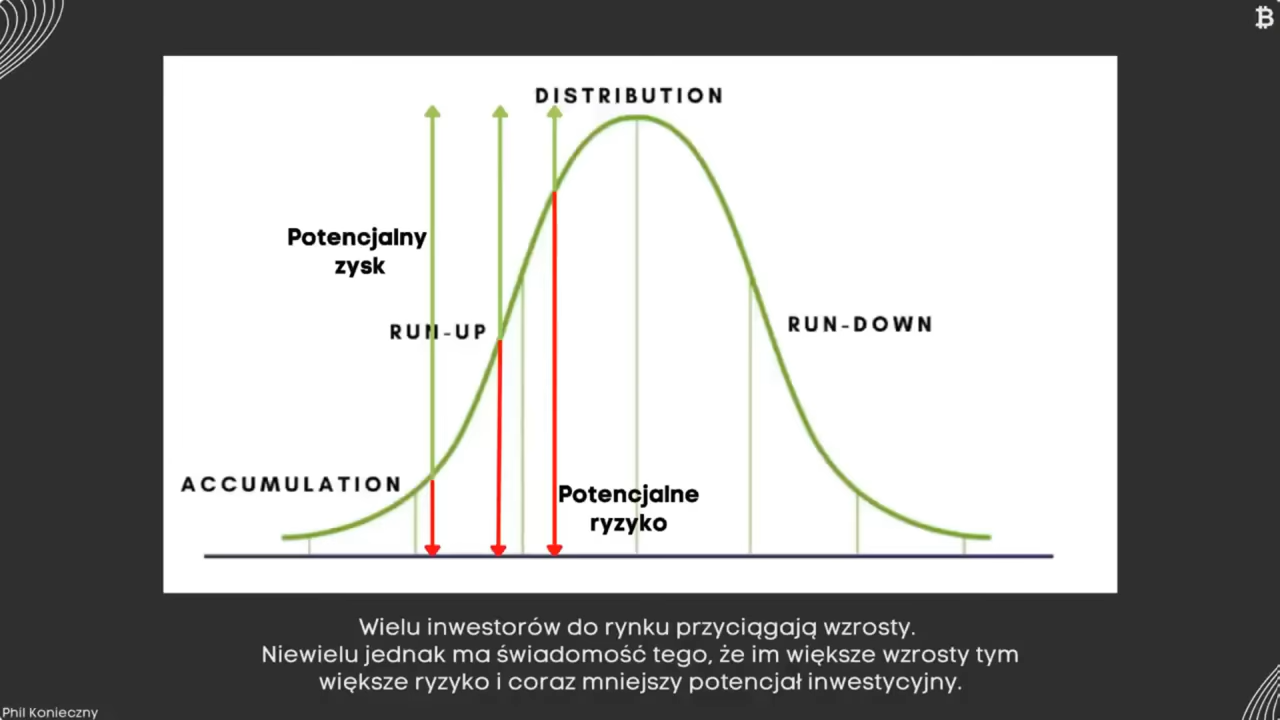 DISTRIBUTION
Potencjalny
zysk
RUN-UP
RUN-DOWN
ACCUMULATION
Potencjalne
ryzyko
Wielu inwestorów do rynku przyciągają wzrosty.
Niewielu jednak ma świadomość tego, że im większe wzrosty tym
większe ryzyko i coraz mniejszy potencjał inwestycyjny.
Phil Konieczny